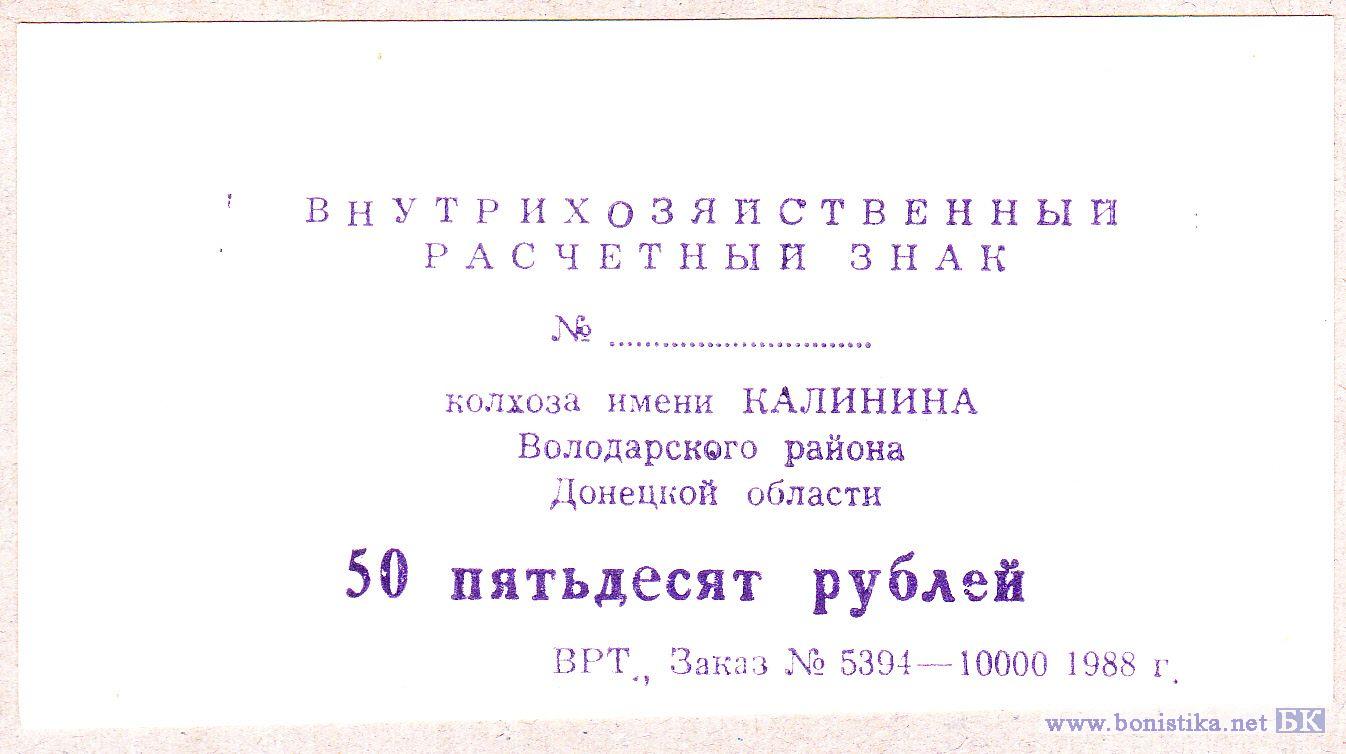 ВНУТРИХОЗЯЙСТВЕННЫЙ
РАСЧЕТНЫЙ ЗНАК
№ ..............................
колхоза имени КАЛИНИНА
Володарского района
Донецкой области
50 пятьдесят рублей
ВРТ., Заказ № 5394—10000 1988 г.
www.bonistika.net БК